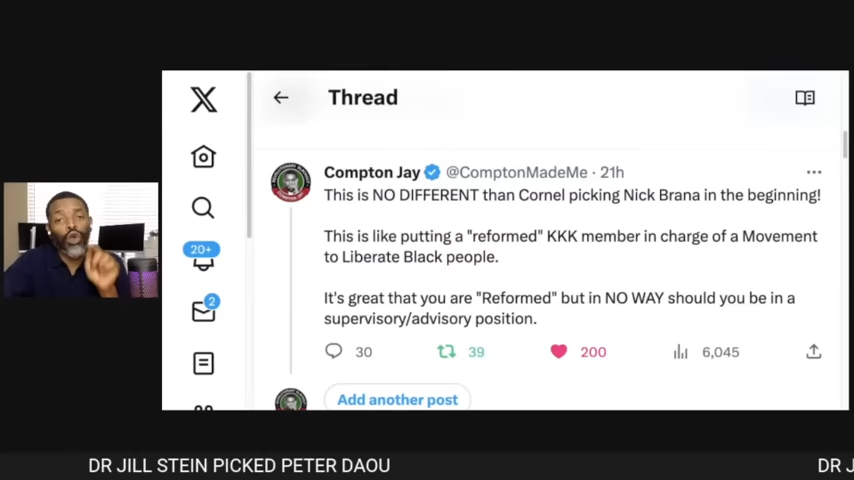 Thread
Compton Jay @ComptonMadeMe · 21h
This is NO DIFFERENT than Cornel picking Nick Brana in the beginning!
This is like putting a "reformed" KKK member in charge of a Movement
to Liberate Black people.
It's great that you are "Reformed" but in NO WAY should you be in a
supervisory/advisory position.
20+
2
30 39 200 6,045
Add another post
DR JILL STEIN PICKED PETER DAOU DR J